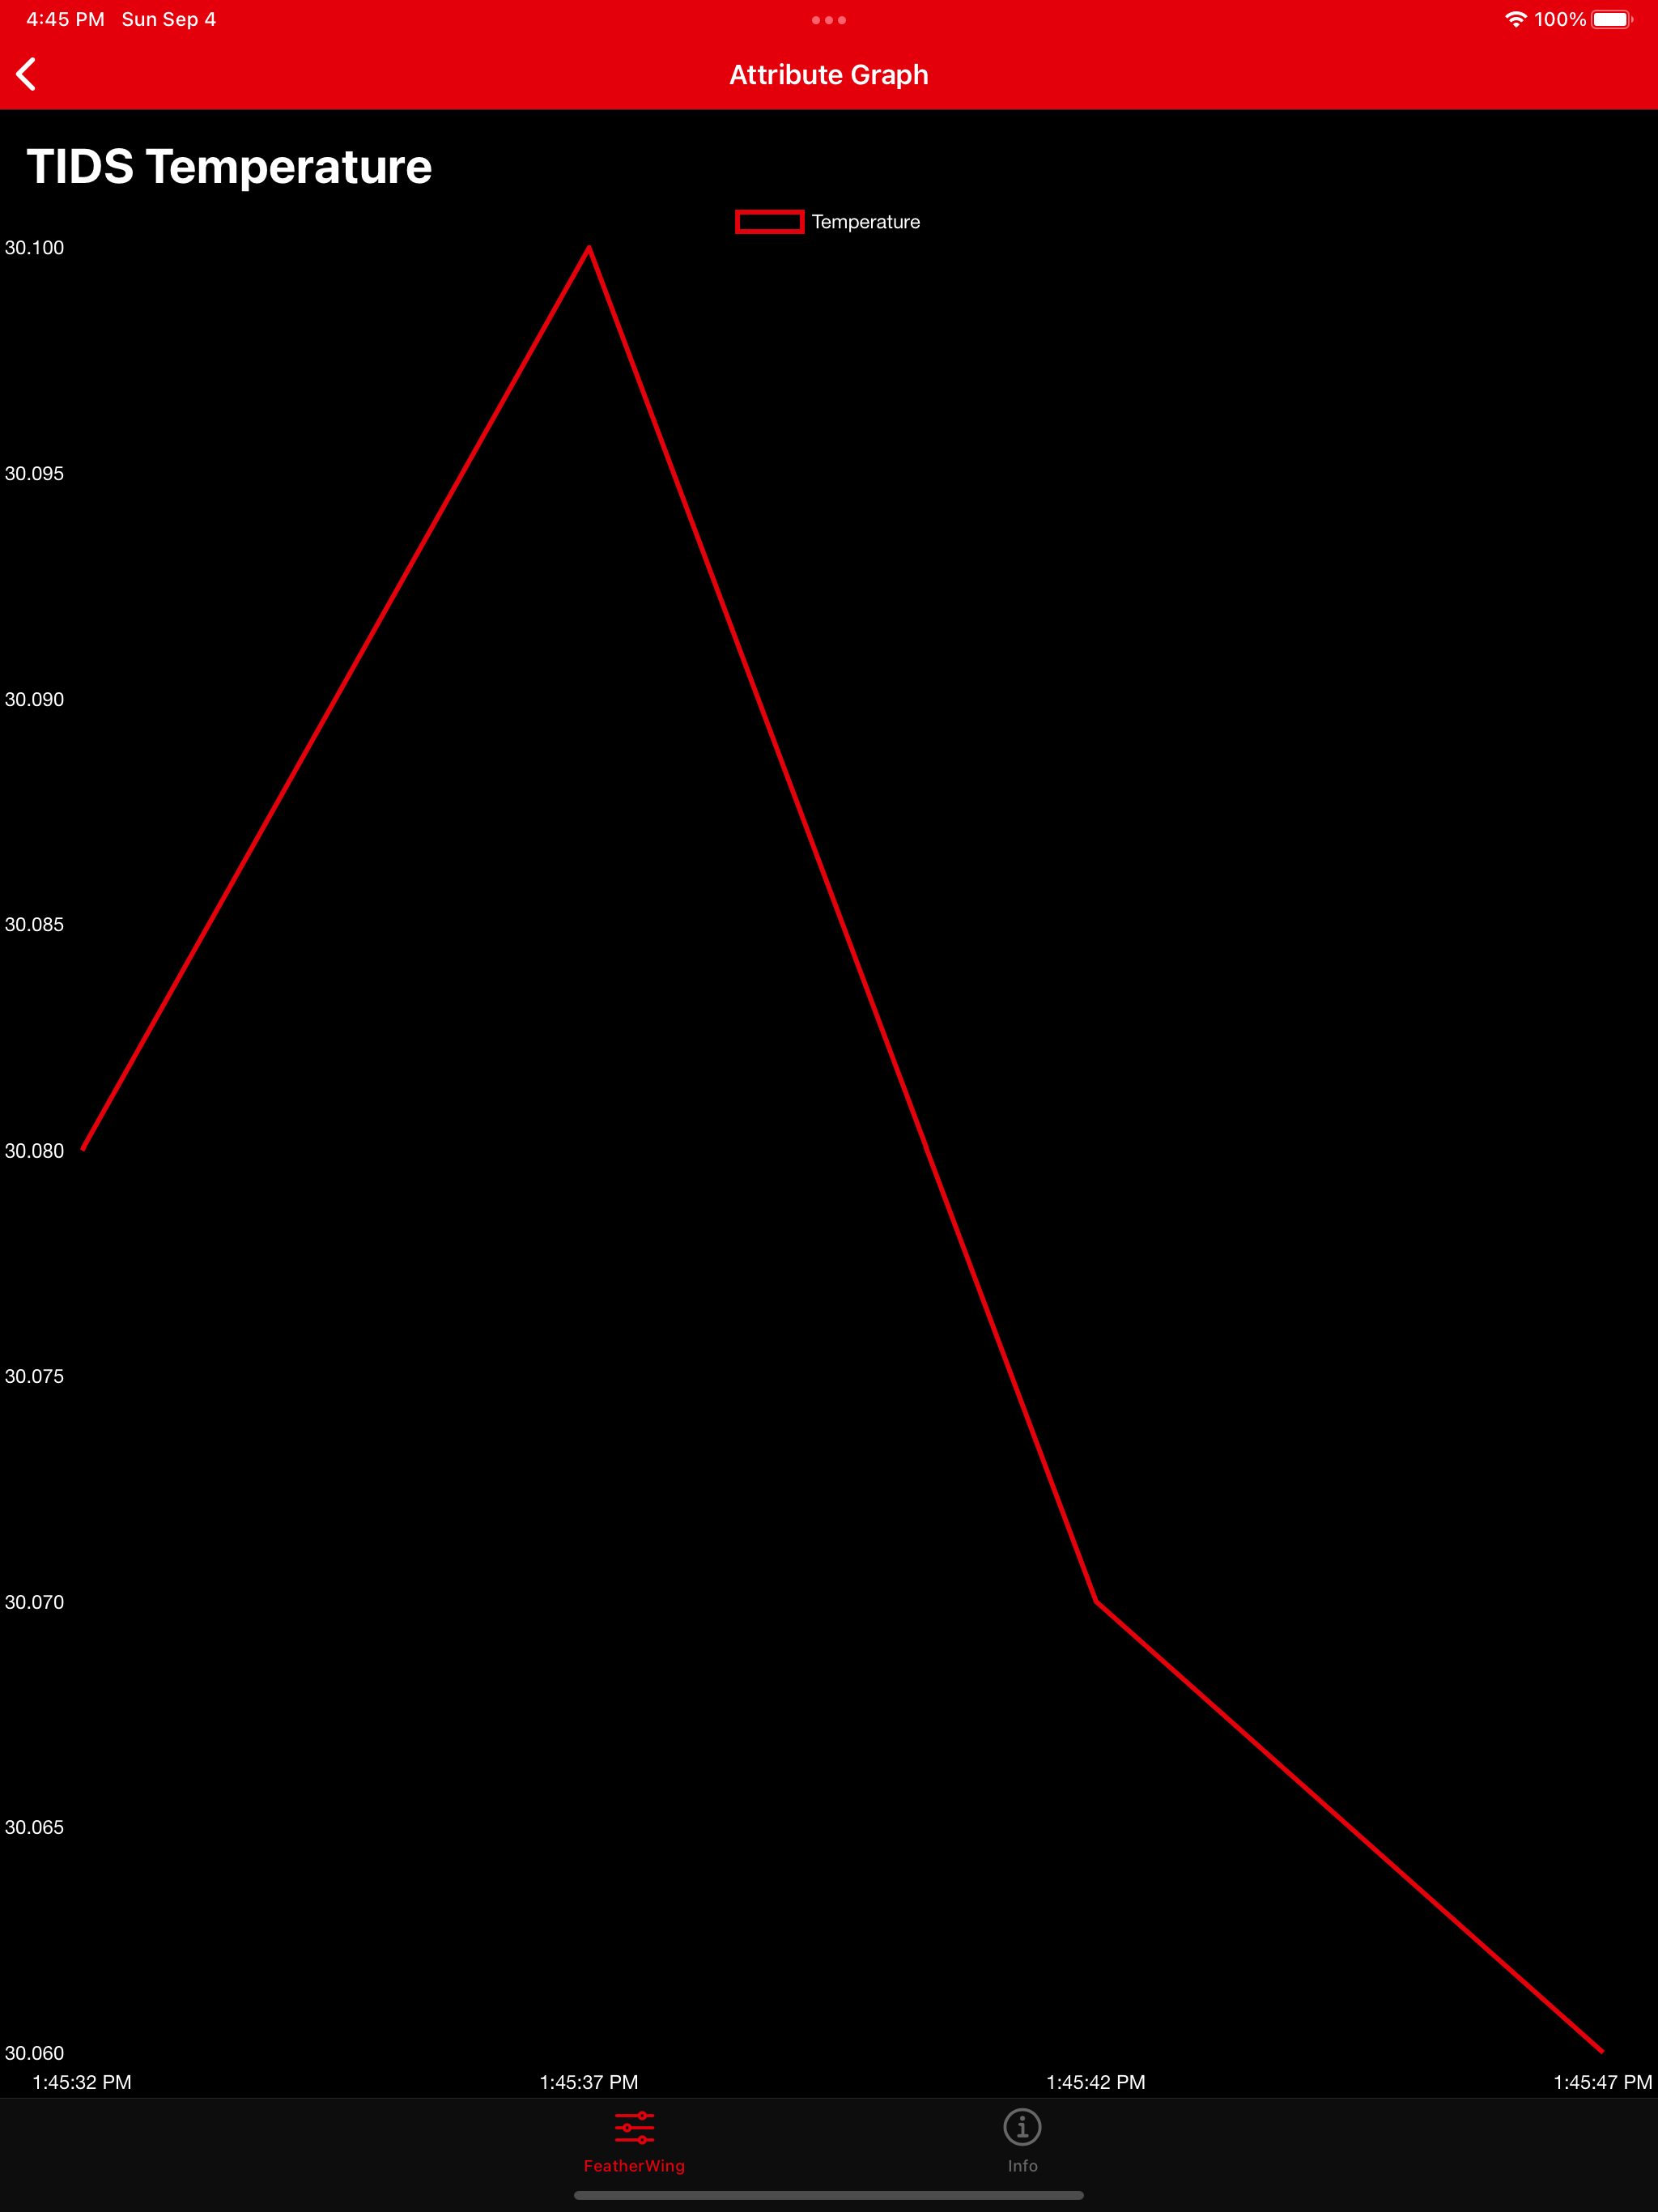 4:45 PM Sun Sep 4 100%
Attribute Graph
TIDS Temperature
Temperature
30.100
30.095
30.090
30.085
30.080
30.075
30.070
30.065
30.060
1:45:32 PM 1:45:37 PM 1:45:42 PM 1:45:47 PM
FeatherWing Info